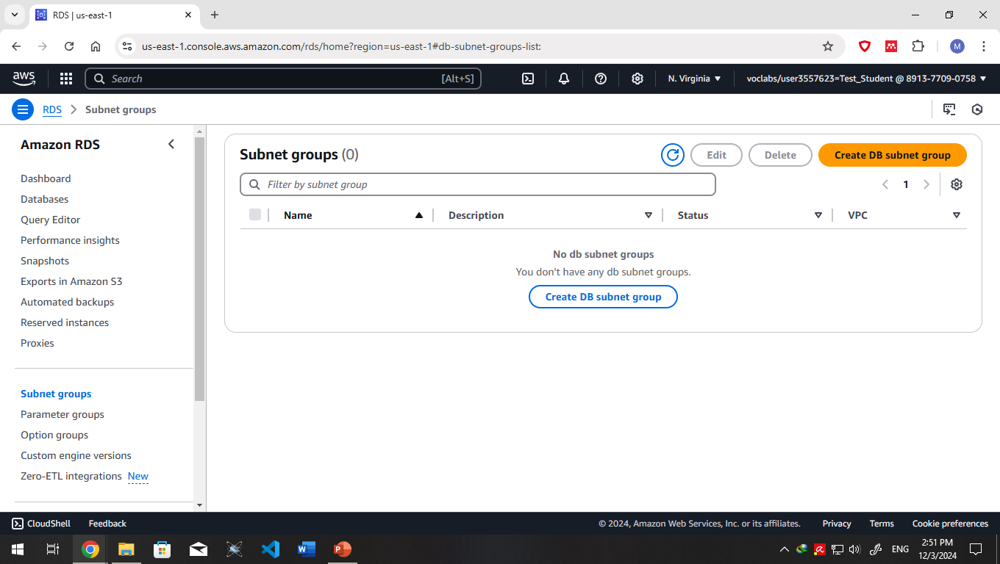 RDS | us-east-1
us-east-1.console.aws.amazon.com/rds/home?region=us-east-1#db-subnet-groups-list:
M
aws
Search
[Alt+S]
N. Virginia
voclabs/user3557623=Test_Student @ 8913-7709-0758
RDS
Subnet groups
Amazon RDS
Dashboard
Databases
Query Editor
Performance insights
Snapshots
Exports in Amazon S3
Automated backups
Reserved instances
Proxies
Subnet groups
Parameter groups
Option groups
Custom engine versions
Zero-ETL integrations New
Subnet groups (0)
Edit
Delete
Create DB subnet group
Filter by subnet group
1
Name
Description
Status
VPC
No db subnet groups
You don't have any db subnet groups.
Create DB subnet group
CloudShell
Feedback
© 2024, Amazon Web Services, Inc. or its affiliates.
Privacy
Terms
Cookie preferences
ENG
2:51 PM
12/3/2024